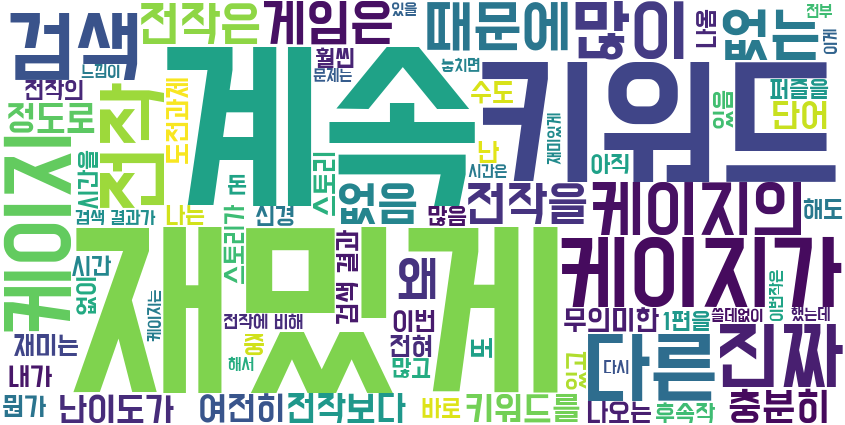 검색
전작은
게임은
있을
때문에
많이
없는
나옴
전부
이게
느낌이
전작의
정도로
전작
도전과제
계속
훨씬
문제는
놓치면
수도
키워드
있음
퍼즐을
단어
케이지
시간을
검색 결과가
나는
돈
스토리가
신경
스토리
없음
많음
난
시간은
재미있게
전작을
아직
케이지의
해도
시간
없이
케이지는
재밌게
전작에 비해
검색 결과
왜
이번
케이지가
이번작은
쓸데없이
했는데
무의미한
1편을
재미는
내가
중
해서
전혀
많고
또
있고
다른
다시
진짜
뭔가
난이도가
여전히
전작보다
바로
키워드를
나오는
후속작
충분히